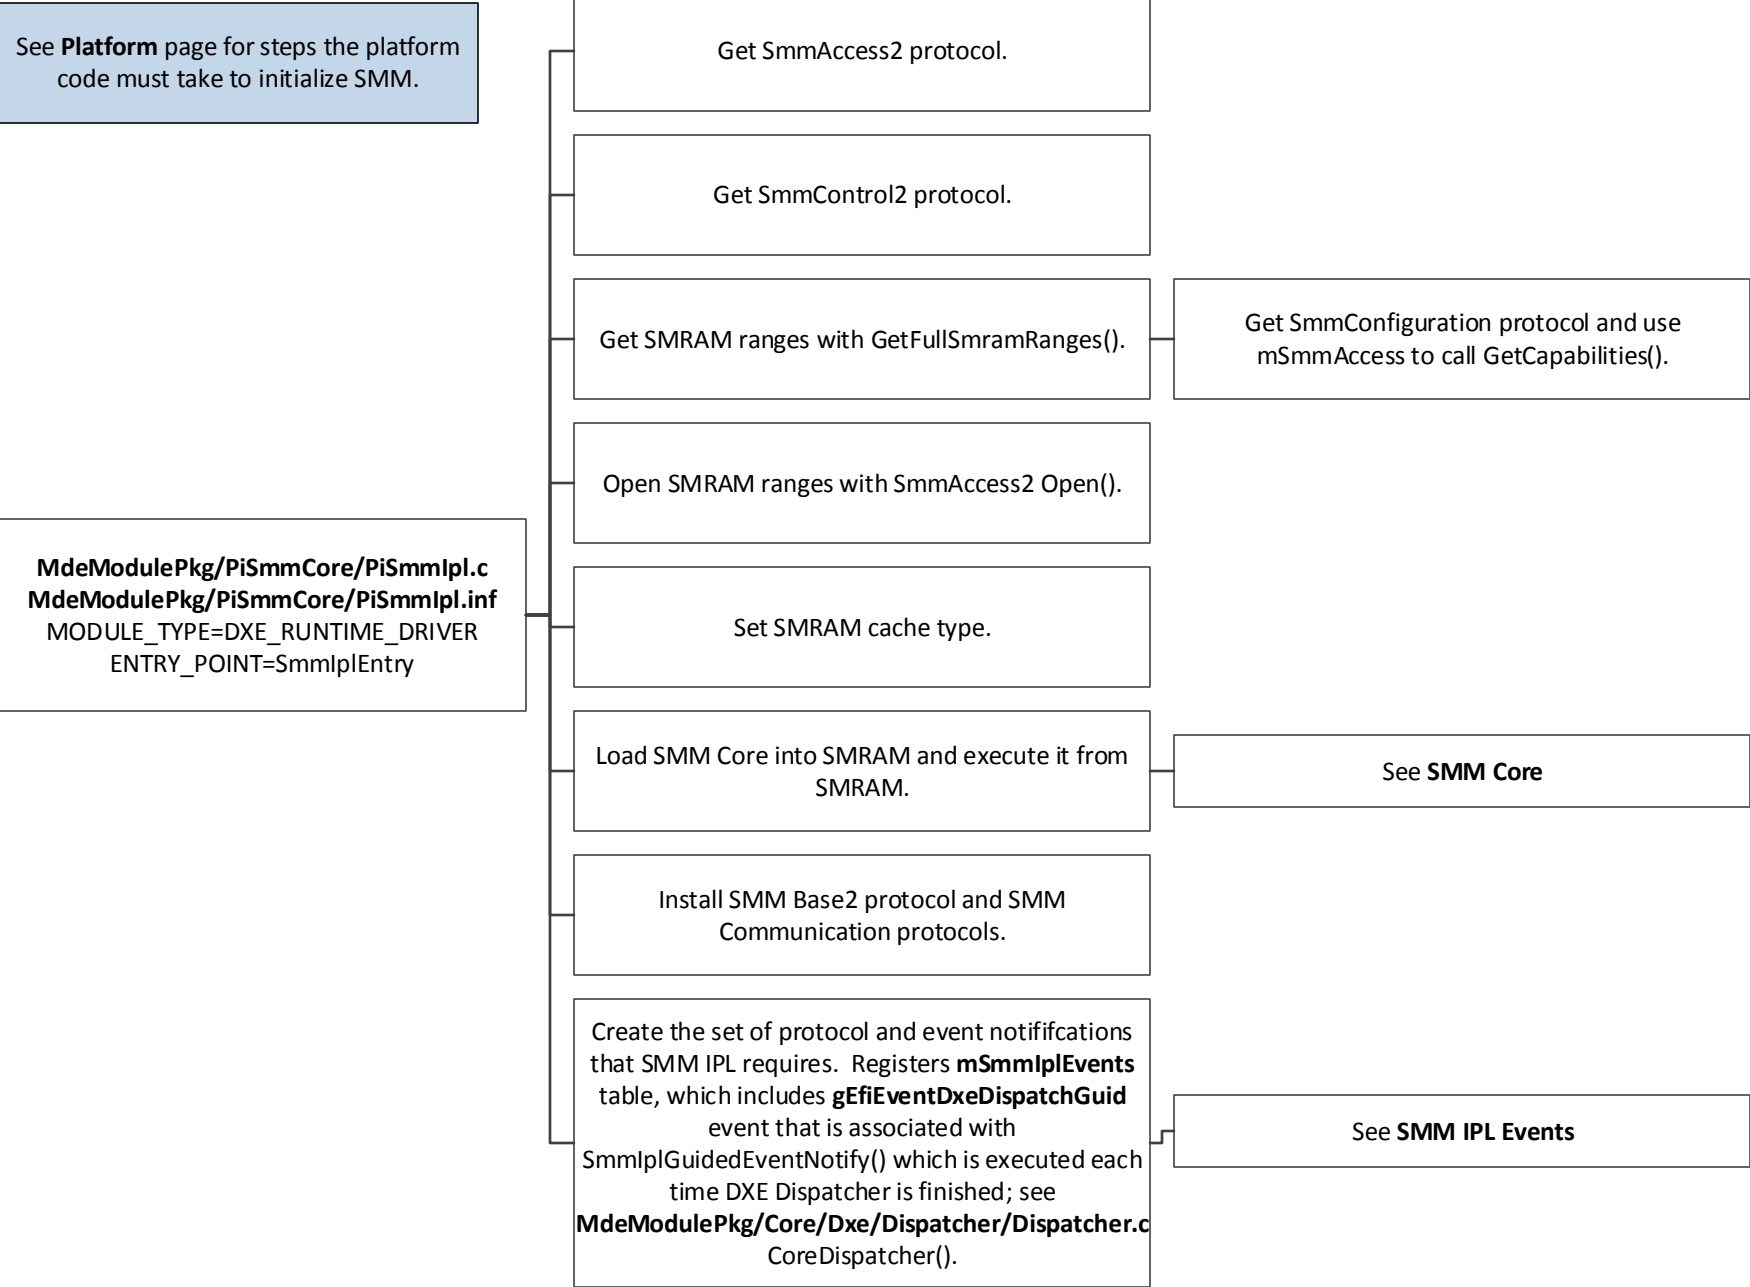 See Platform page for steps the platform
code must take to initialize SMM.
MdeModulePkg/PiSmmCore/PiSmmIpl.c
MdeModulePkg/PiSmmCore/PiSmmIpl.inf
MODULE_TYPE=DXE_RUNTIME_DRIVER
ENTRY_POINT=SmmIplEntry
Get SmmAccess2 protocol.
Get SmmControl2 protocol.
Get SMRAM ranges with GetFullSmramRanges().
Get SmmConfiguration protocol and use
mSmmAccess to call GetCapabilities().
Open SMRAM ranges with SmmAccess2 Open().
Set SMRAM cache type.
Load SMM Core into SMRAM and execute it from
SMRAM.
See SMM Core
Install SMM Base2 protocol and SMM
Communication protocols.
Create the set of protocol and event notififcations
that SMM IPL requires.  Registers mSmmIplEvents
table, which includes gEfiEventDxeDispatchGuid
event that is associated with
SmmIplGuidedEventNotify() which is executed each
time DXE Dispatcher is finished; see
MdeModulePkg/Core/Dxe/Dispatcher/Dispatcher.c
CoreDispatcher().
See SMM IPL Events